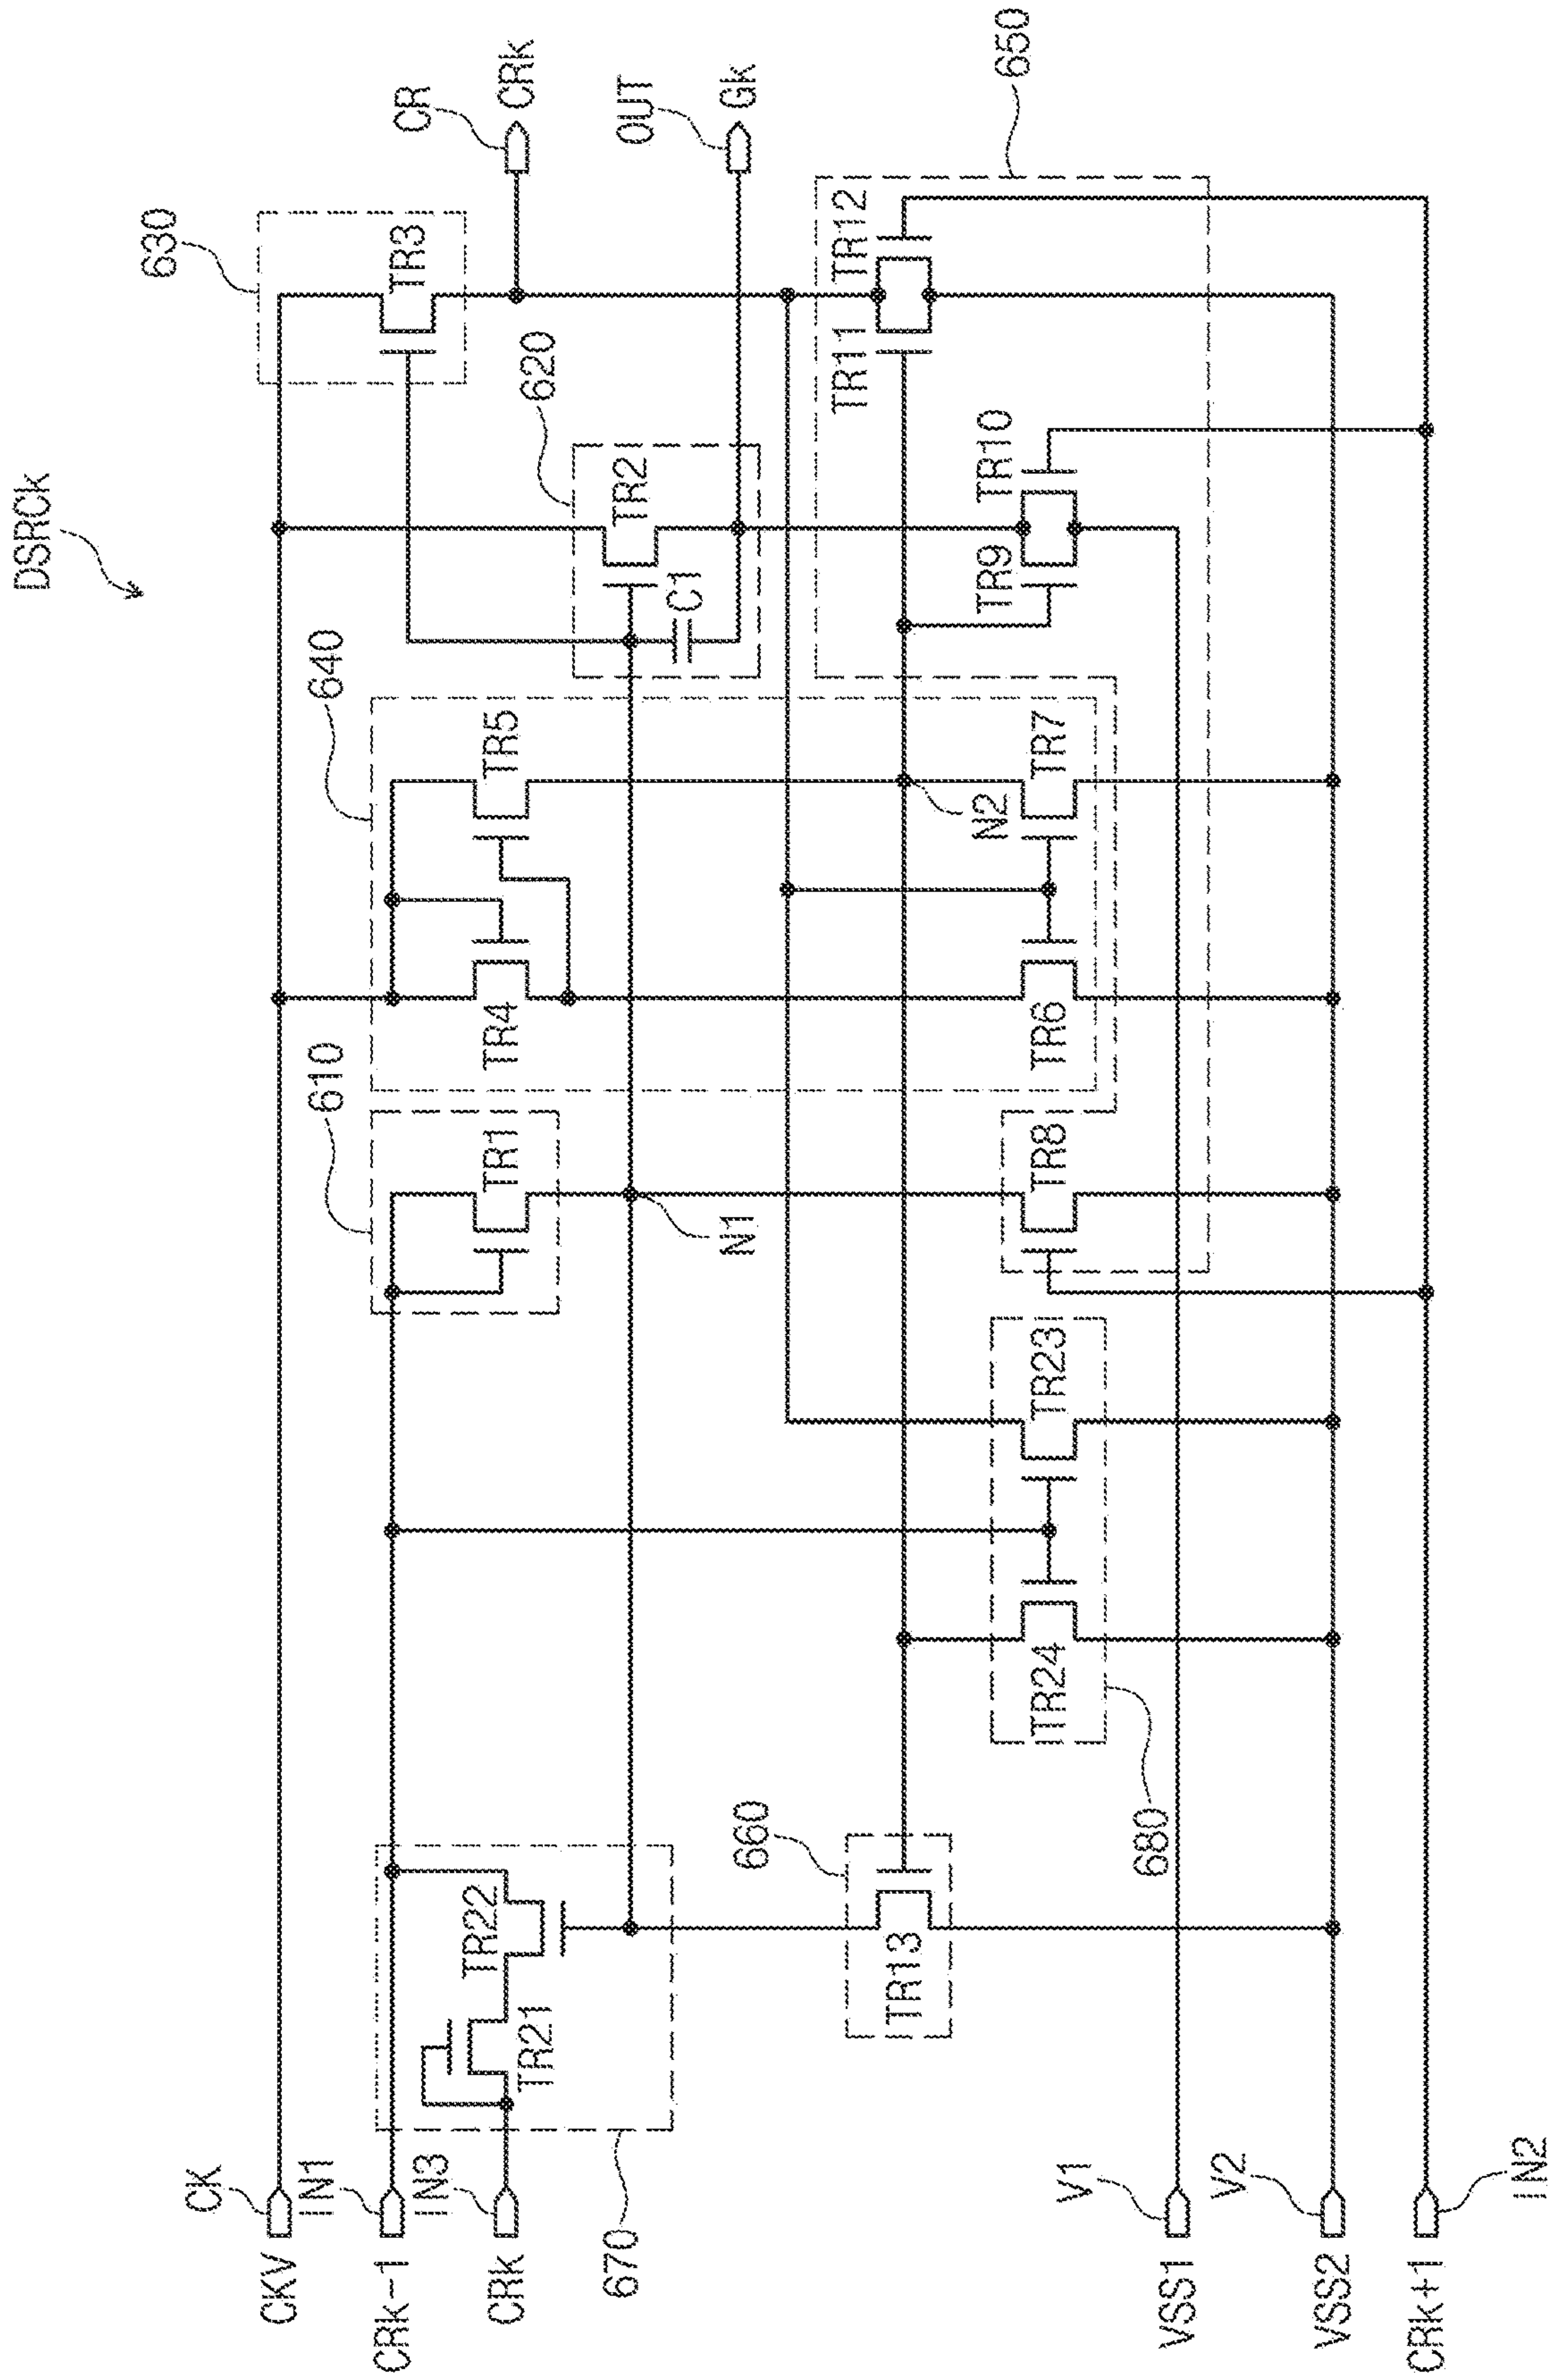 DSRCk
630
CR
CRk
TR3
620
OUT
Gk
TR2
C1
650
640
TR5
TR4
TR12
TR11
TR10
TR9
N2
TR7
TR6
610
TR1
N1
TR8
TR23
TR24
680
660
TR13
TR22
TR21
670
CK
CKV
IN1
CRk-1
IN3
CRk
V1
VSS1
V2
VSS2
IN2
CRk+1